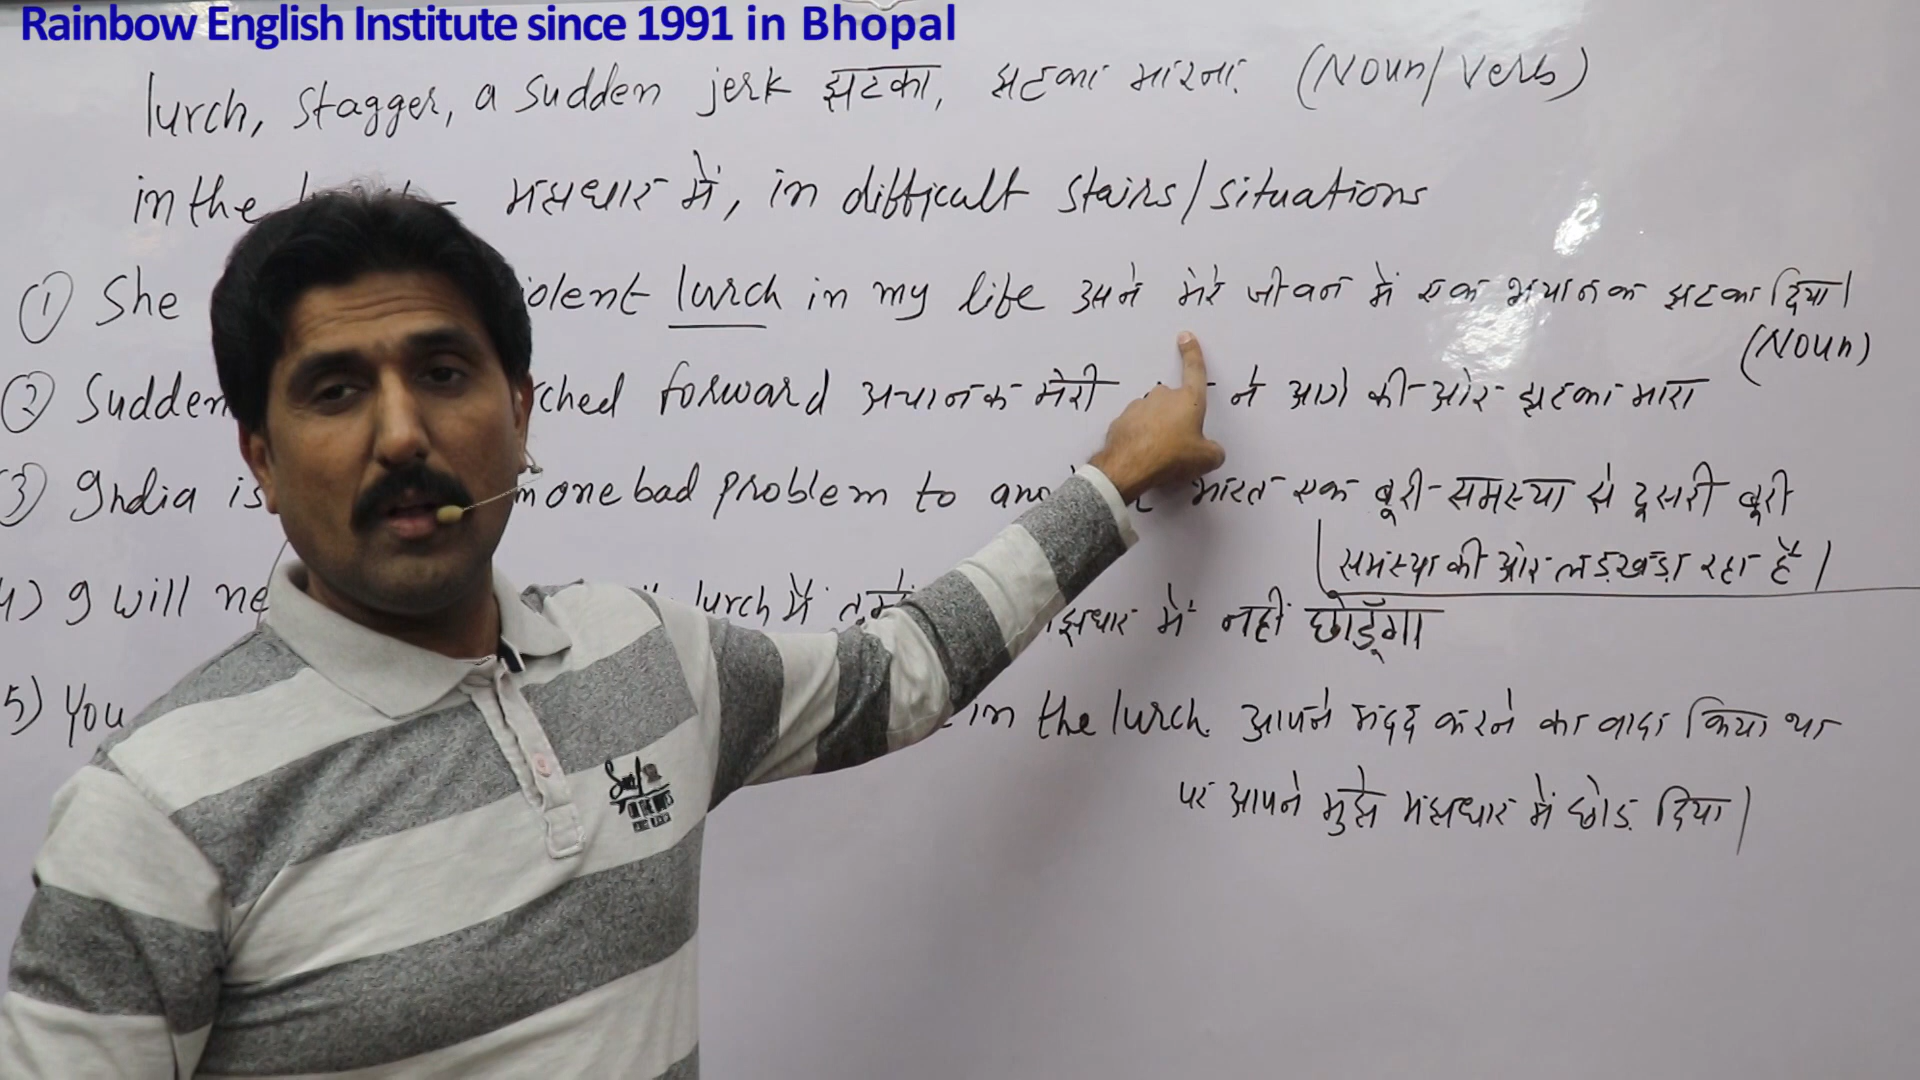 Rainbow English Institute since 1991 in Bhopal
lurch, stagger, a sudden jerk झटका, झटका मारना. (Noun/Verb)
in the मझधार में, in difficult stairs/situations
① She violent lurch in my life उसने मेरे जीवन में एक भयानक झटका दिया।
(Noun)
② Sudden ched forward अचानक मेरी ने आगे की ओर झटका मारा
3) India is one bad problem to भारत एक बूरी समस्या से दूसरी बूरी
समस्या की ओर लड़खड़ा रहा है।
4) I will ne lurch मैं मझधार में नहीं छोडूँगा
5) You in the lurch. आपने मदद करने का वादा किया था
पर आपने मुझे मझधार में छोड़ दिया।